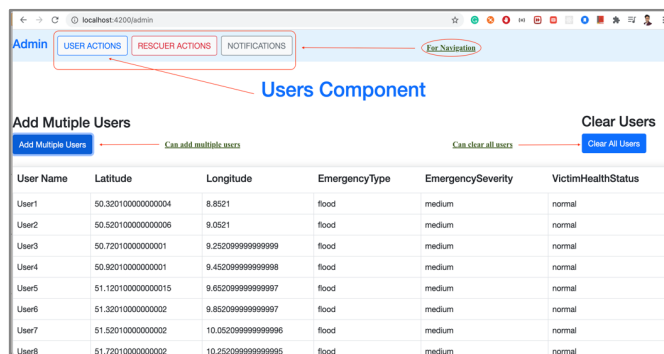 localhost:4200/admin
Admin USER ACTIONS RESCUER ACTIONS NOTIFICATIONS For Navigation
Users Component
Add Mutiple Users Clear Users
Add Multiple Users Can add multiple users Can clear all users Clear All Users
User Name Latitude Longitude EmergencyType EmergencySeverity VictimHealthStatus
User1 50.320100000000004 8.8521 flood medium normal
User2 50.520100000000006 9.0521 flood medium normal
User3 50.72010000000001 9.252099999999999 flood medium normal
User4 50.92010000000001 9.452099999999998 flood medium normal
User5 51.120100000000015 9.652099999999997 flood medium normal
User6 51.32010000000002 9.852099999999997 flood medium normal
User7 51.52010000000002 10.052099999999996 flood medium normal
User8 51.72010000000002 10.252099999999995 flood medium normal